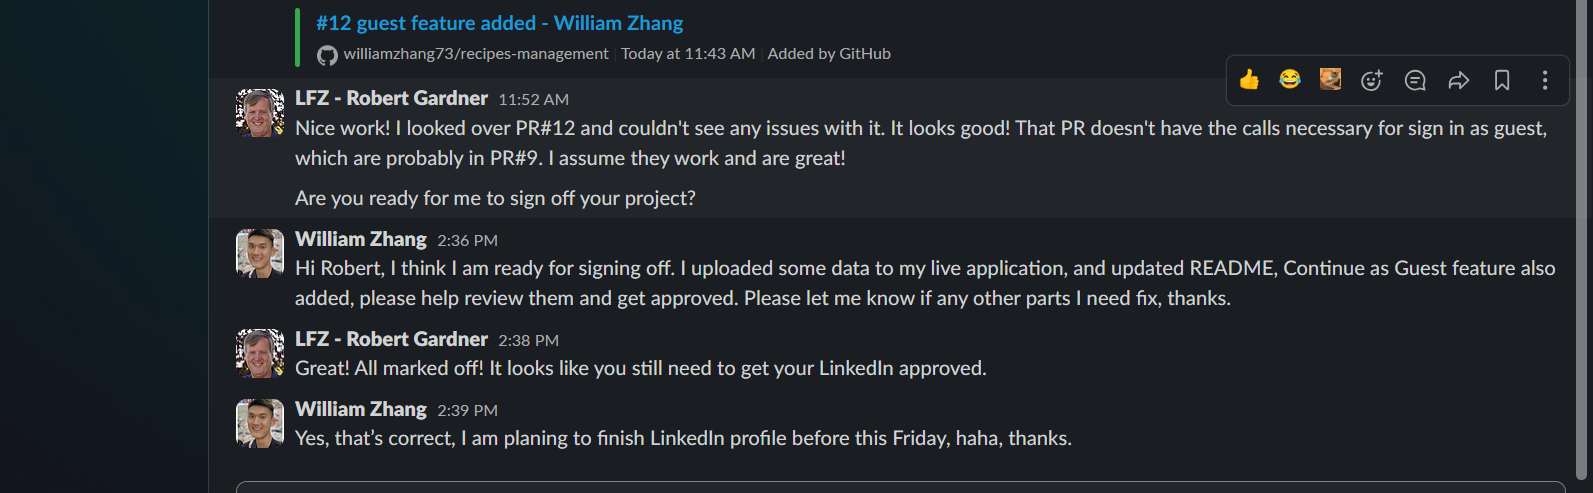 #12 guest feature added - William Zhang
williamzhang73/recipes-management | Today at 11:43 AM | Added by GitHub
LFZ - Robert Gardner 11:52 AM
Nice work! I looked over PR#12 and couldn't see any issues with it. It looks good! That PR doesn't have the calls necessary for sign in as guest,
which are probably in PR#9. I assume they work and are great!
Are you ready for me to sign off your project?
William Zhang 2:36 PM
Hi Robert, I think I am ready for signing off. I uploaded some data to my live application, and updated README, Continue as Guest feature also
added, please help review them and get approved. Please let me know if any other parts I need fix, thanks.
LFZ - Robert Gardner 2:38 PM
Great! All marked off! It looks like you still need to get your LinkedIn approved.
William Zhang 2:39 PM
Yes, that’s correct, I am planing to finish LinkedIn profile before this Friday, haha, thanks.